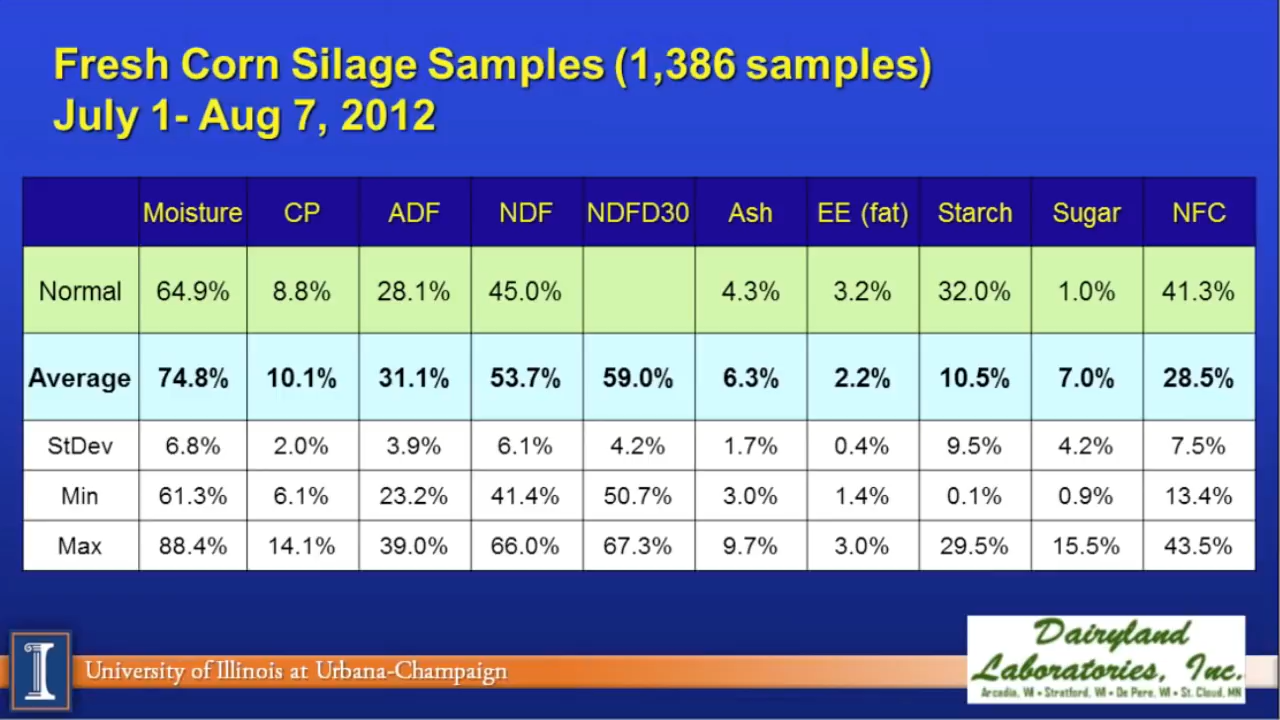 Fresh Corn Silage Samples (1,386 samples)
July 1- Aug 7, 2012
Moisture CP ADF NDF NDFD30 Ash EE (fat) Starch Sugar NFC
Normal 64.9% 8.8% 28.1% 45.0% 4.3% 3.2% 32.0% 1.0% 41.3%
Average 74.8% 10.1% 31.1% 53.7% 59.0% 6.3% 2.2% 10.5% 7.0% 28.5%
StDev 6.8% 2.0% 3.9% 6.1% 4.2% 1.7% 0.4% 9.5% 4.2% 7.5%
Min 61.3% 6.1% 23.2% 41.4% 50.7% 3.0% 1.4% 0.1% 0.9% 13.4%
Max 88.4% 14.1% 39.0% 66.0% 67.3% 9.7% 3.0% 29.5% 15.5% 43.5%
I
University of Illinois at Urbana-Champaign
Dairyland
Laboratories, Inc.
Arcadia, WI • Stratford, WI • De Pere, WI • St. Cloud, MN